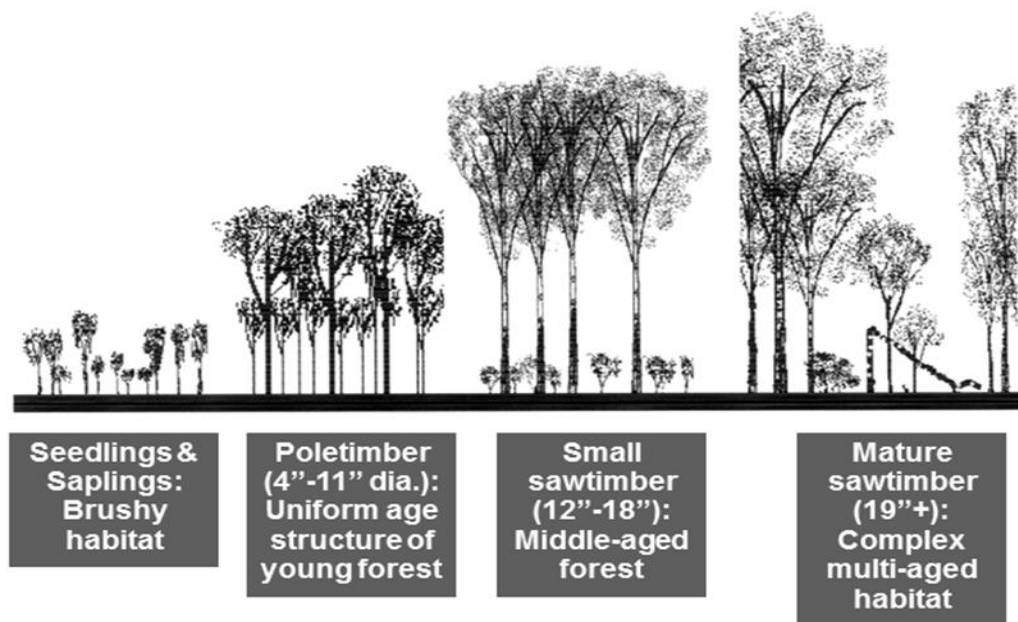 Seedlings &
Saplings:
Brushy
habitat
Poletimber
(4”-11” dia.):
Uniform age
structure of
young forest
Small
sawtimber
(12”-18”):
Middle-aged
forest
Mature
sawtimber
(19”+):
Complex
multi-aged
habitat